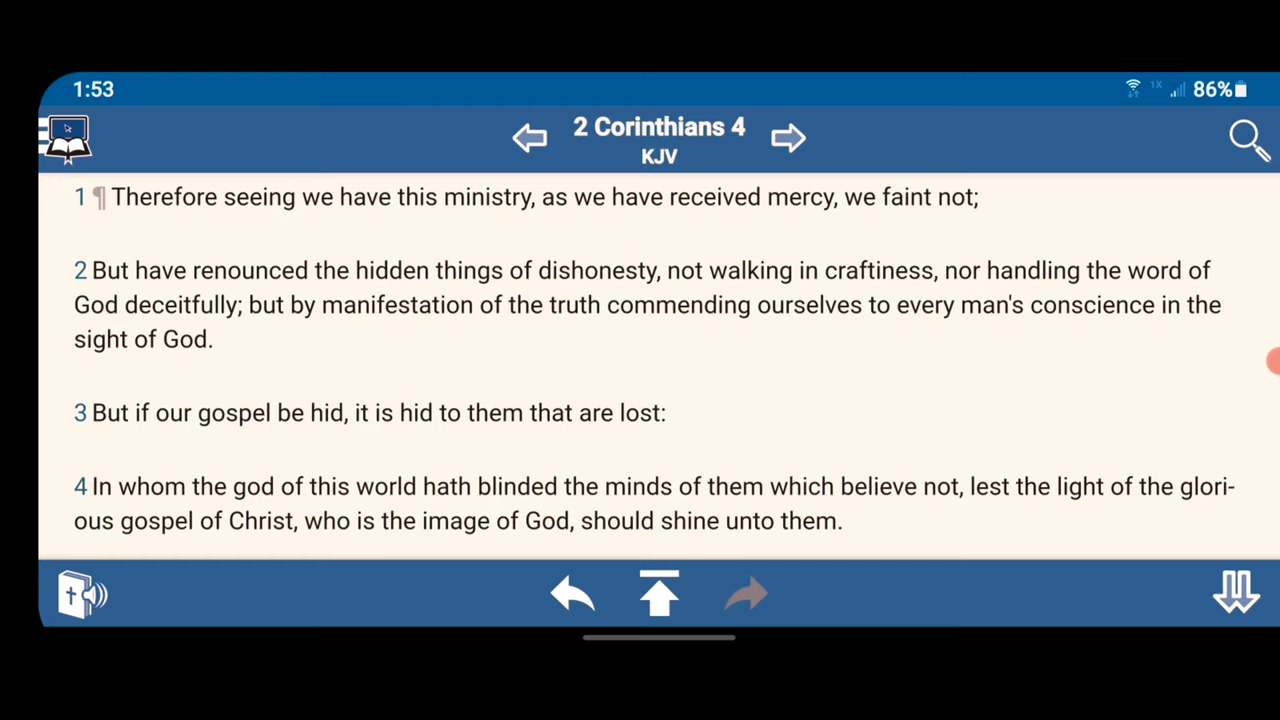 1:53
1X
86%
2 Corinthians 4
KJV
1 ¶ Therefore seeing we have this ministry, as we have received mercy, we faint not;
2 But have renounced the hidden things of dishonesty, not walking in craftiness, nor handling the word of
God deceitfully; but by manifestation of the truth commending ourselves to every man's conscience in the
sight of God.
3 But if our gospel be hid, it is hid to them that are lost:
4 In whom the god of this world hath blinded the minds of them which believe not, lest the light of the glori-
ous gospel of Christ, who is the image of God, should shine unto them.